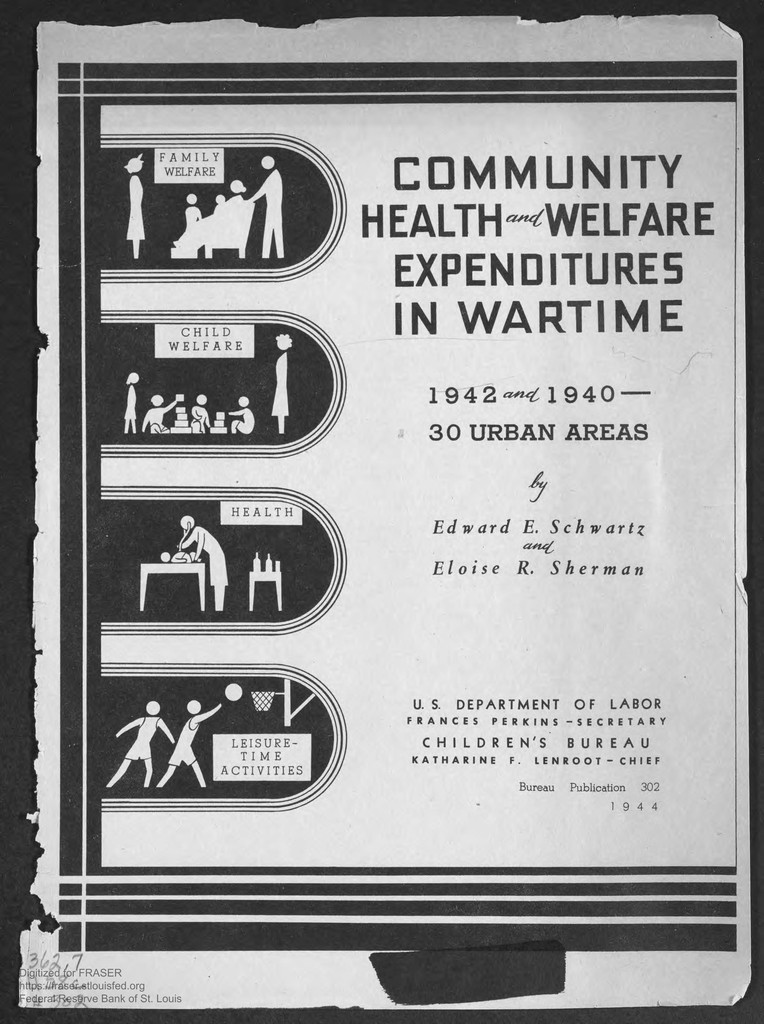 FAMILY
WELFARE
CHILD
WELFARE
HEALTH
LEISURE-
TIME
ACTIVITIES
COMMUNITY
HEALTH and WELFARE
EXPENDITURES
IN WARTIME
1942 and 1940—
30 URBAN AREAS
by
Edward E. Schwartz
and
Eloise R. Sherman
U. S. DEPARTMENT OF LABOR
FRANCES PERKINS – SECRETARY
CHILDREN'S BUREAU
KATHARINE F. LENROOT – CHIEF
Bureau Publication 302
1944
362.7
Digitized for FRASER
https://fraser.stlouisfed.org
Federal Reserve Bank of St. Louis